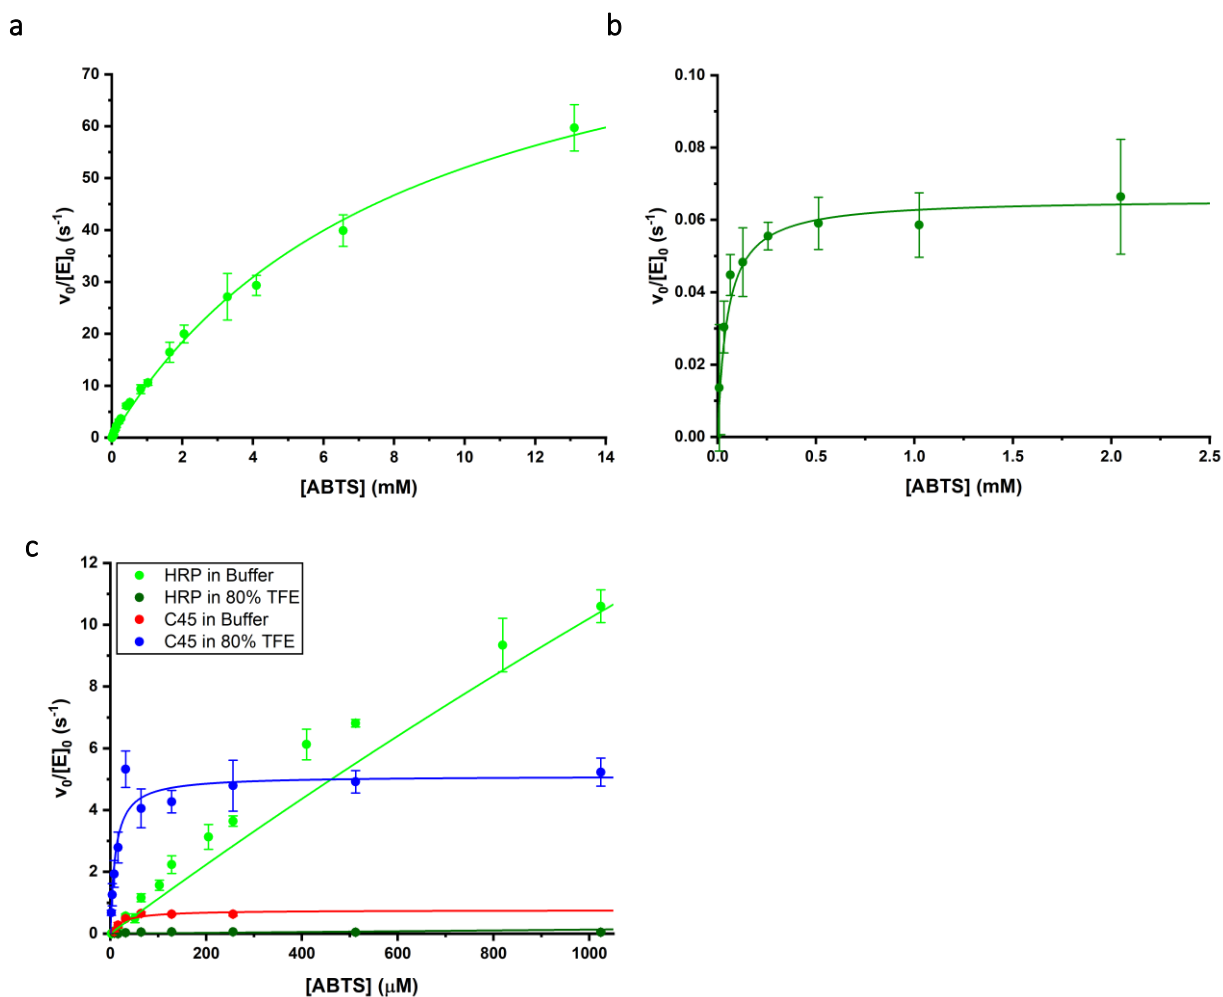 a
70
60
50
40
30
20
10
0
v₀/[E]₀ (s⁻¹)
0 2 4 6 8 10 12 14
[ABTS] (mM)
b
0.10
0.08
0.06
0.04
0.02
0.00
v₀/[E]₀ (s⁻¹)
0.0 0.5 1.0 1.5 2.0 2.5
[ABTS] (mM)
c
12
10
8
6
4
2
0
v₀/[E]₀ (s⁻¹)
HRP in Buffer
HRP in 80% TFE
C45 in Buffer
C45 in 80% TFE
0 200 400 600 800 1000
[ABTS] (μM)